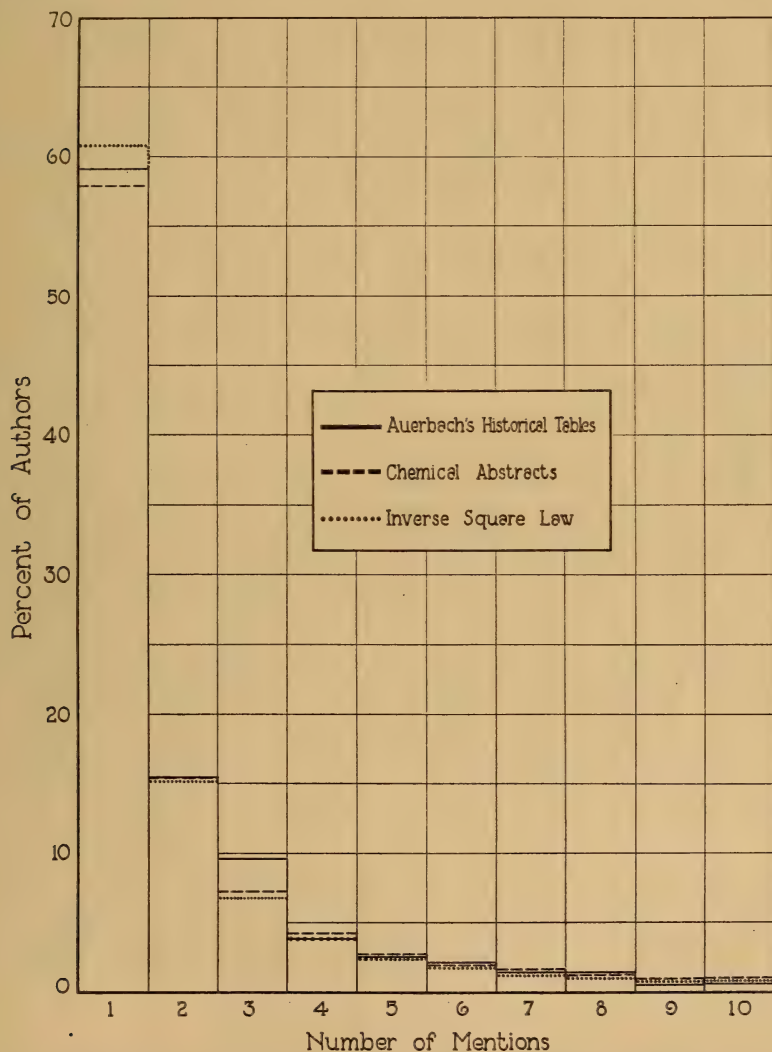 70
60
50
40
30
20
10
0
Percent of Authors
Auerbach's Historical Tables
Chemical Abstracts
Inverse Square Law
1 2 3 4 5 6 7 8 9 10
Number of Mentions